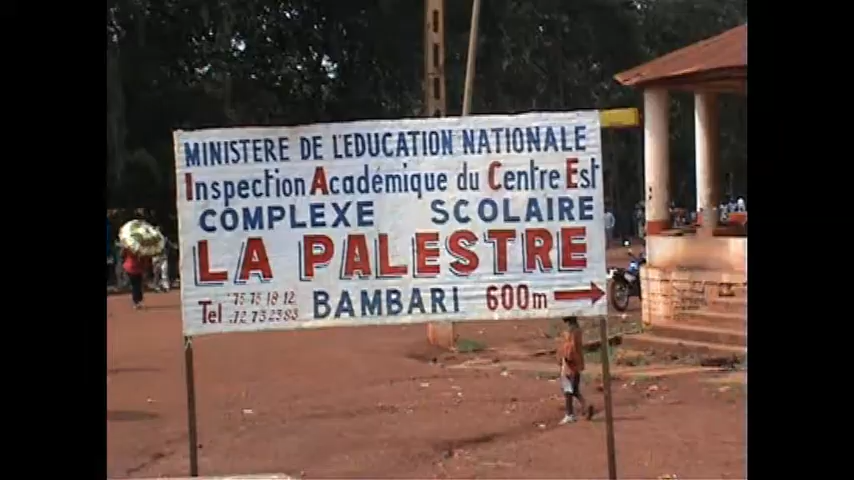 MINISTERE DE L'EDUCATION NATIONALE
Inspection Académique du Centre Est
COMPLEXE SCOLAIRE
LA PALESTRE
Tel 75 75 18 12 BAMBARI 600m
72 73 23 83